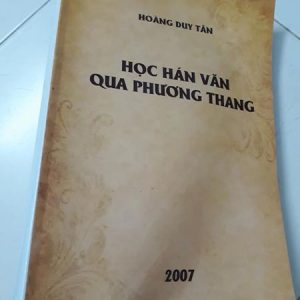 HOÀNG DUY TÂN
HỌC HÁN VĂN
QUA PHƯƠNG THANG
2007